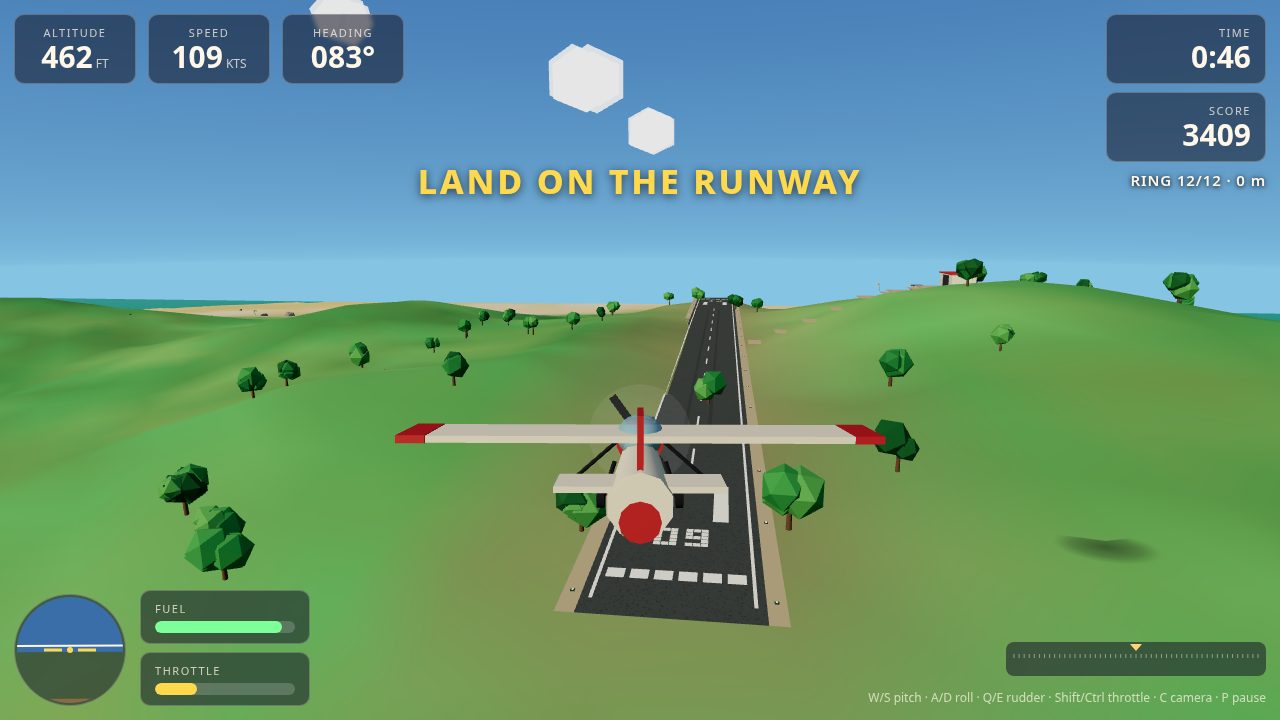 ALTITUDE
462 FT
SPEED
109 KTS
HEADING
083°
TIME
0:46
SCORE
3409
RING 12/12 · 0 m
LAND ON THE RUNWAY
09
FUEL
THROTTLE
W/S pitch · A/D roll · Q/E rudder · Shift/Ctrl throttle · C camera · P pause